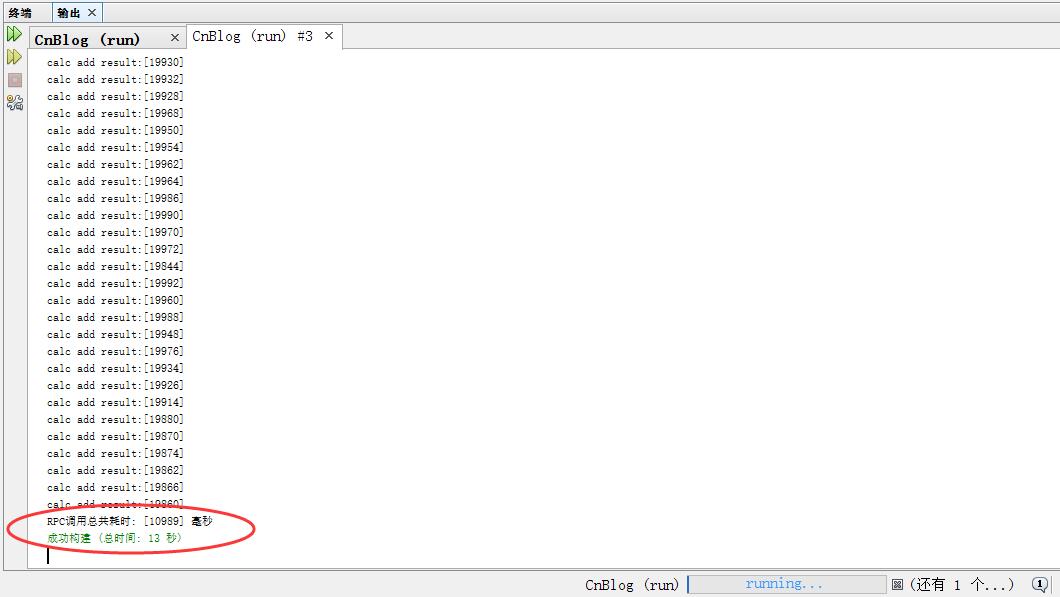 终端 输出
CnBlog (run) CnBlog (run) #3
calc add result:[19930]
calc add result:[19932]
calc add result:[19928]
calc add result:[19968]
calc add result:[19950]
calc add result:[19954]
calc add result:[19962]
calc add result:[19964]
calc add result:[19986]
calc add result:[19990]
calc add result:[19970]
calc add result:[19972]
calc add result:[19844]
calc add result:[19992]
calc add result:[19960]
calc add result:[19988]
calc add result:[19948]
calc add result:[19976]
calc add result:[19934]
calc add result:[19926]
calc add result:[19914]
calc add result:[19880]
calc add result:[19870]
calc add result:[19874]
calc add result:[19862]
calc add result:[19866]
calc add result:[19860]
RPC调用总共耗时: [10989] 毫秒
成功构建 (总时间: 13 秒)
CnBlog (run) running... (还有 1 个...) 1